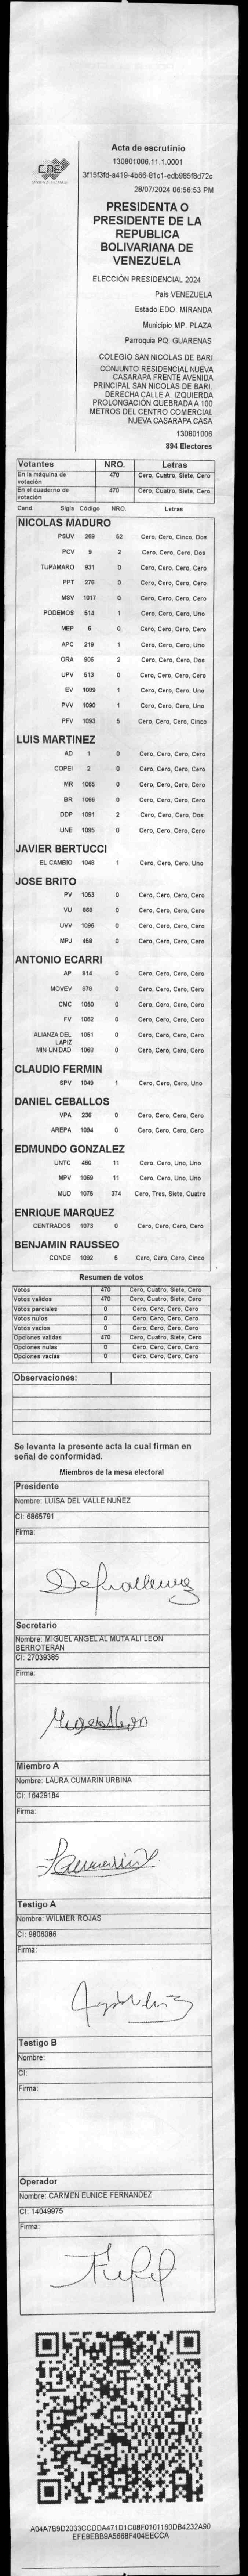 CNE
Acta de escrutinio
130801006.11.1.0001
3f15f3fd-a419-4b66-81c1-edb985f8d72c
28/07/2024 06:56:53 PM
PRESIDENTA O
PRESIDENTE DE LA
REPUBLICA
BOLIVARIANA DE
VENEZUELA
ELECCIÓN PRESIDENCIAL 2024
País VENEZUELA
Estado EDO. MIRANDA
Municipio MP. PLAZA
Parroquia PQ. GUARENAS
COLEGIO SAN NICOLAS DE BARI
CONJUNTO RESIDENCIAL NUEVA
CASARAPA FRENTE AVENIDA
PRINCIPAL SAN NICOLAS DE BARI.
DERECHA CALLE A. IZQUIERDA
PROLONGACIÓN QUEBRADA A 100
METROS DEL CENTRO COMERCIAL
NUEVA CASARAPA CASA
130801006
894 Electores
Votantes NRO. Letras
En la máquina de votación 470 Cero, Cuatro, Siete, Cero
En el cuaderno de votación 470 Cero, Cuatro, Siete, Cero
Cand. Sigla Código NRO. Letras
NICOLAS MADURO
PSUV 269 52 Cero, Cero, Cinco, Dos
PCV 9 2 Cero, Cero, Cero, Dos
TUPAMARO 931 0 Cero, Cero, Cero, Cero
PPT 276 0 Cero, Cero, Cero, Cero
MSV 1017 0 Cero, Cero, Cero, Cero
PODEMOS 514 1 Cero, Cero, Cero, Uno
MEP 6 0 Cero, Cero, Cero, Cero
APC 219 1 Cero, Cero, Cero, Uno
ORA 906 2 Cero, Cero, Cero, Dos
UPV 513 0 Cero, Cero, Cero, Cero
EV 1089 1 Cero, Cero, Cero, Uno
PVV 1090 1 Cero, Cero, Cero, Uno
PFV 1093 5 Cero, Cero, Cero, Cinco
LUIS MARTINEZ
AD 1 0 Cero, Cero, Cero, Cero
COPEI 2 0 Cero, Cero, Cero, Cero
MR 1065 0 Cero, Cero, Cero, Cero
BR 1066 0 Cero, Cero, Cero, Cero
DDP 1091 2 Cero, Cero, Cero, Dos
UNE 1095 0 Cero, Cero, Cero, Cero
JAVIER BERTUCCI
EL CAMBIO 1048 1 Cero, Cero, Cero, Uno
JOSE BRITO
PV 1053 0 Cero, Cero, Cero, Cero
VU 868 0 Cero, Cero, Cero, Cero
UVV 1096 0 Cero, Cero, Cero, Cero
MPJ 459 0 Cero, Cero, Cero, Cero
ANTONIO ECARRI
AP 814 0 Cero, Cero, Cero, Cero
MOVEV 876 0 Cero, Cero, Cero, Cero
CMC 1050 0 Cero, Cero, Cero, Cero
FV 1062 0 Cero, Cero, Cero, Cero
ALIANZA DEL LAPIZ 1051 0 Cero, Cero, Cero, Cero
MIN UNIDAD 1068 0 Cero, Cero, Cero, Cero
CLAUDIO FERMIN
SPV 1049 1 Cero, Cero, Cero, Uno
DANIEL CEBALLOS
VPA 236 0 Cero, Cero, Cero, Cero
AREPA 1094 0 Cero, Cero, Cero, Cero
EDMUNDO GONZALEZ
UNTC 460 11 Cero, Cero, Uno, Uno
MPV 1069 11 Cero, Cero, Uno, Uno
MUD 1075 374 Cero, Tres, Siete, Cuatro
ENRIQUE MARQUEZ
CENTRADOS 1073 0 Cero, Cero, Cero, Cero
BENJAMIN RAUSSEO
CONDE 1092 5 Cero, Cero, Cero, Cinco
Resumen de votos
Votos 470 Cero, Cuatro, Siete, Cero
Votos validos 470 Cero, Cuatro, Siete, Cero
Votos parciales 0 Cero, Cero, Cero, Cero
Votos nulos 0 Cero, Cero, Cero, Cero
Votos vacios 0 Cero, Cero, Cero, Cero
Opciones validas 470 Cero, Cuatro, Siete, Cero
Opciones nulas 0 Cero, Cero, Cero, Cero
Opciones vacias 0 Cero, Cero, Cero, Cero
Observaciones:
Se levanta la presente acta la cual firman en
señal de conformidad.
Miembros de la mesa electoral
Presidente
Nombre: LUISA DEL VALLE NUÑEZ
CI: 6865791
Firma:
Secretario
Nombre: MIGUEL ANGEL AL MUTA ALI LEON
BERROTERAN
CI: 27039385
Firma:
Miembro A
Nombre: LAURA CUMARIN URBINA
CI: 16429184
Firma:
Testigo A
Nombre: WILMER ROJAS
CI: 9806086
Firma:
Testigo B
Nombre:
CI:
Firma:
Operador
Nombre: CARMEN EUNICE FERNANDEZ
CI: 14049975
Firma:
A04A7B9D2033CCDDA471D1C08F0101160DB4232A90
EFE9EBB9A5668F404EECCA